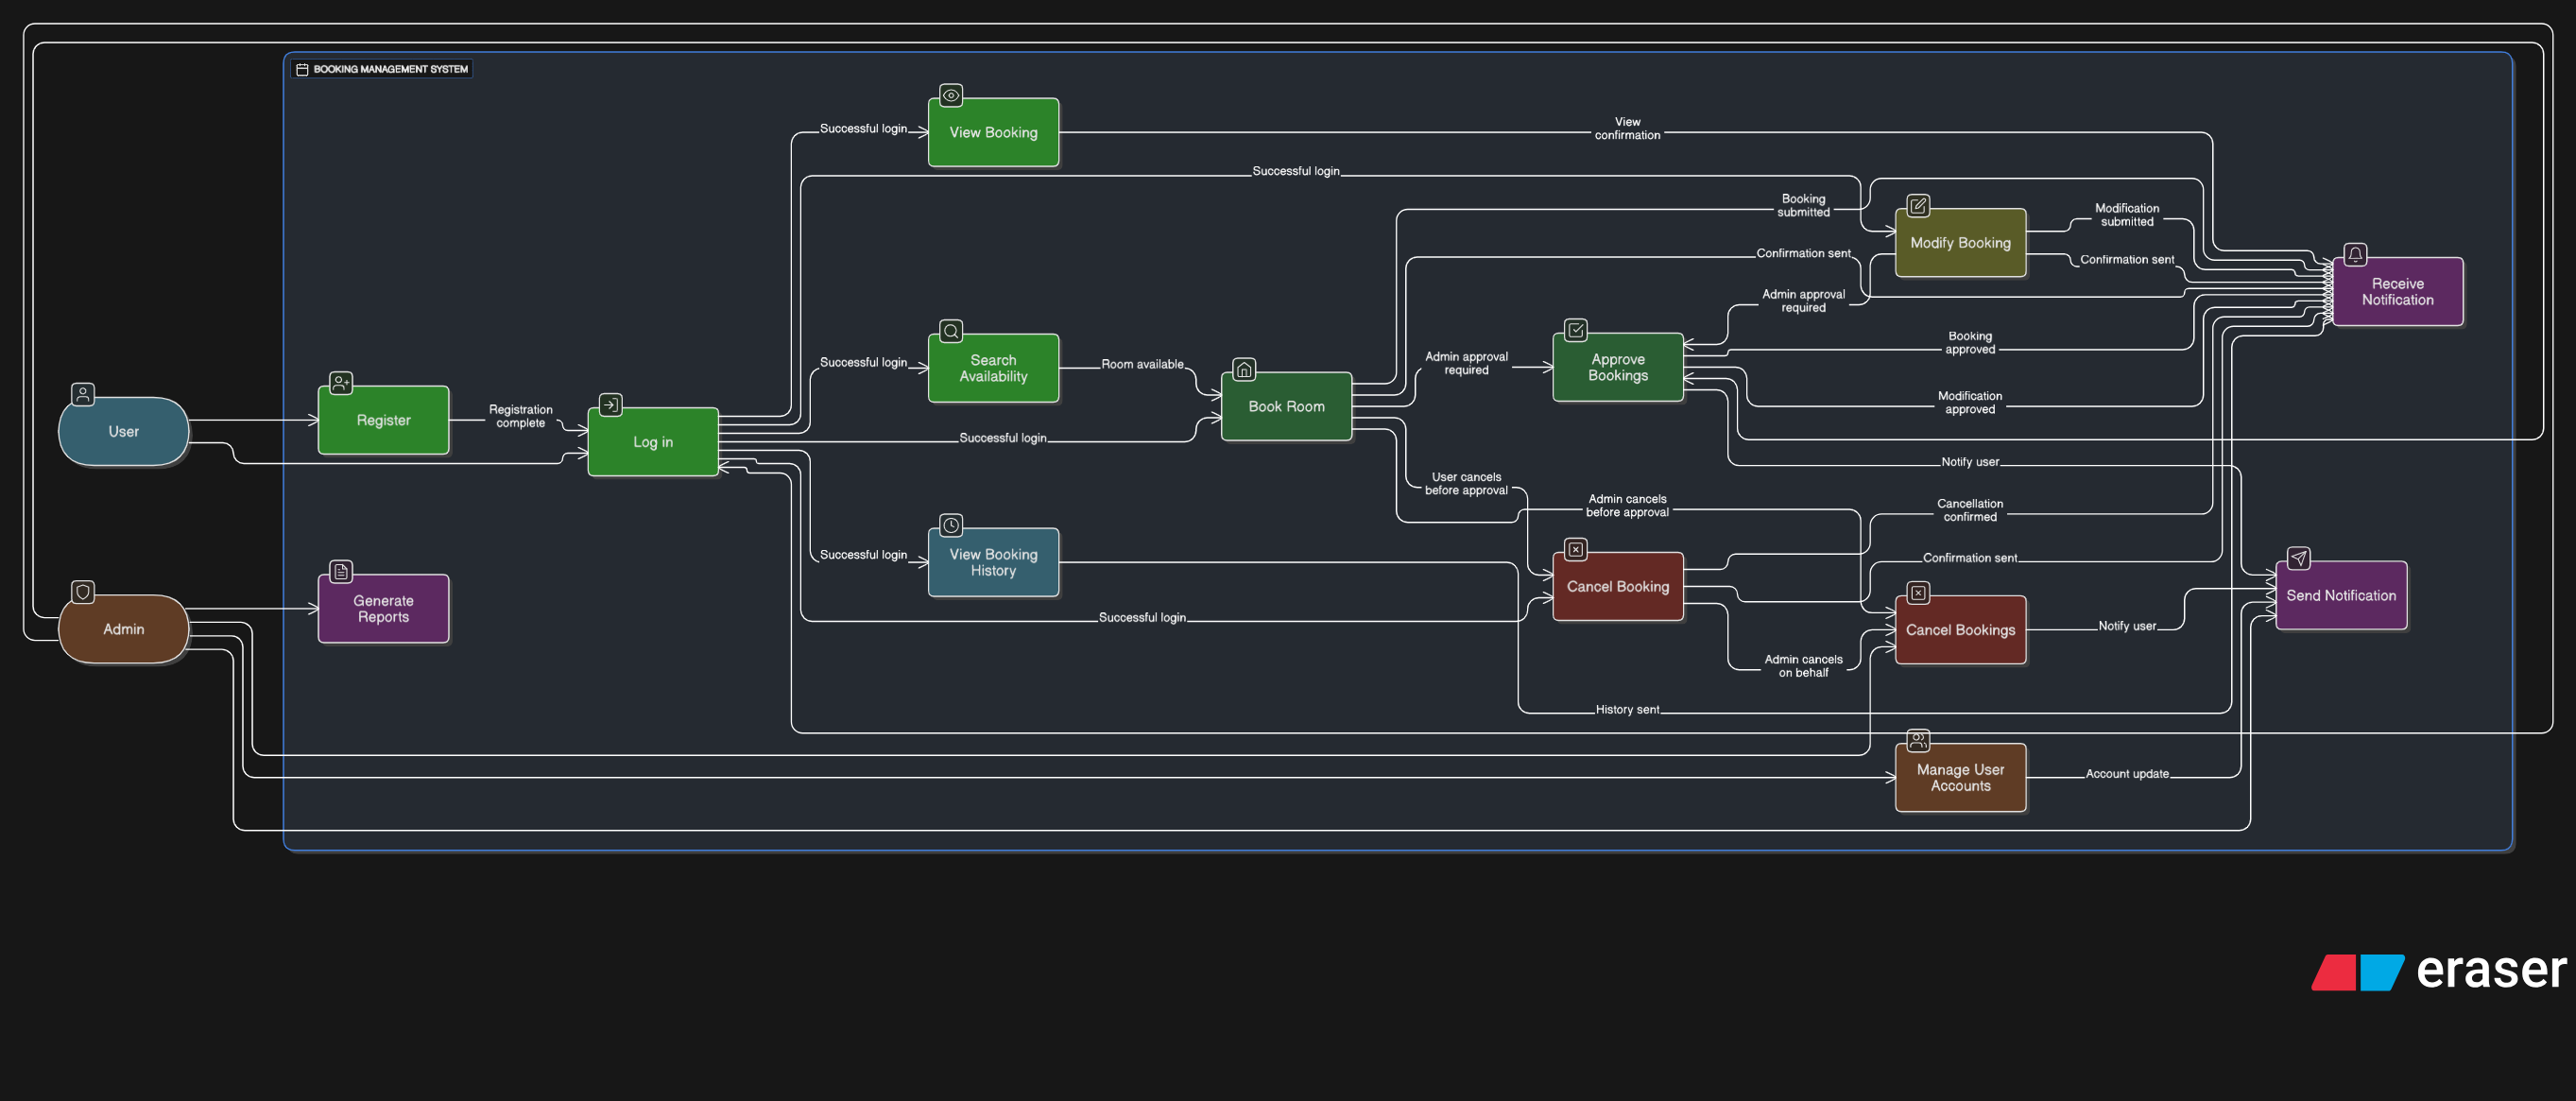 BOOKING MANAGEMENT SYSTEM
View Booking
Successful login
View
confirmation
Successful login
Booking
submitted
Modify Booking
Modification
submitted
Confirmation sent
Confirmation sent
Receive
Notification
Admin approval
required
Search
Availability
Successful login
Room available
Book Room
Admin approval
required
Approve
Bookings
Booking
approved
Modification
approved
User
Register
Registration
complete
Log in
Successful login
Notify user
User cancels
before approval
Admin cancels
before approval
Cancellation
confirmed
View Booking
History
Successful login
Confirmation sent
Cancel Booking
Send Notification
Generate
Reports
Successful login
Cancel Bookings
Notify user
Admin
Admin cancels
on behalf
History sent
Manage User
Accounts
Account update
eraser